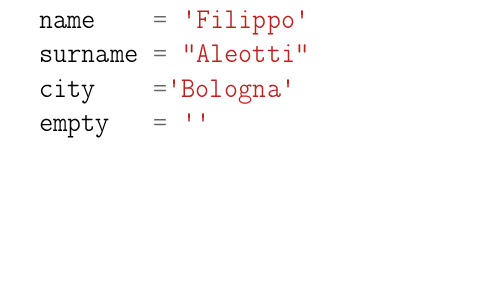 name    = 'Filippo'
surname = "Aleotti"
city    ='Bologna'
empty   = ''